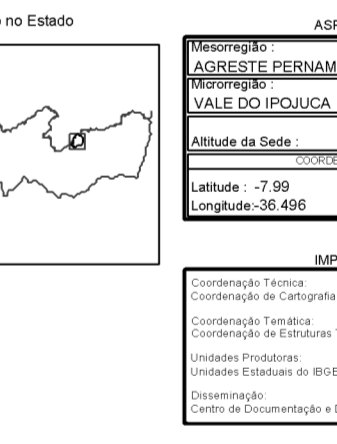 no Estado
ASP
Mesorregião :
AGRESTE PERNAM
Microrregião :
VALE DO IPOJUCA
Altitude da Sede :
COORDE
Latitude : -7.99
Longitude:-36.496
IMP
Coordenação Técnica:
Coordenação de Cartografia
Coordenação Temática:
Coordenação de Estruturas T
Unidades Produtoras:
Unidades Estaduais do IBGE
Disseminação:
Centro de Documentação e D